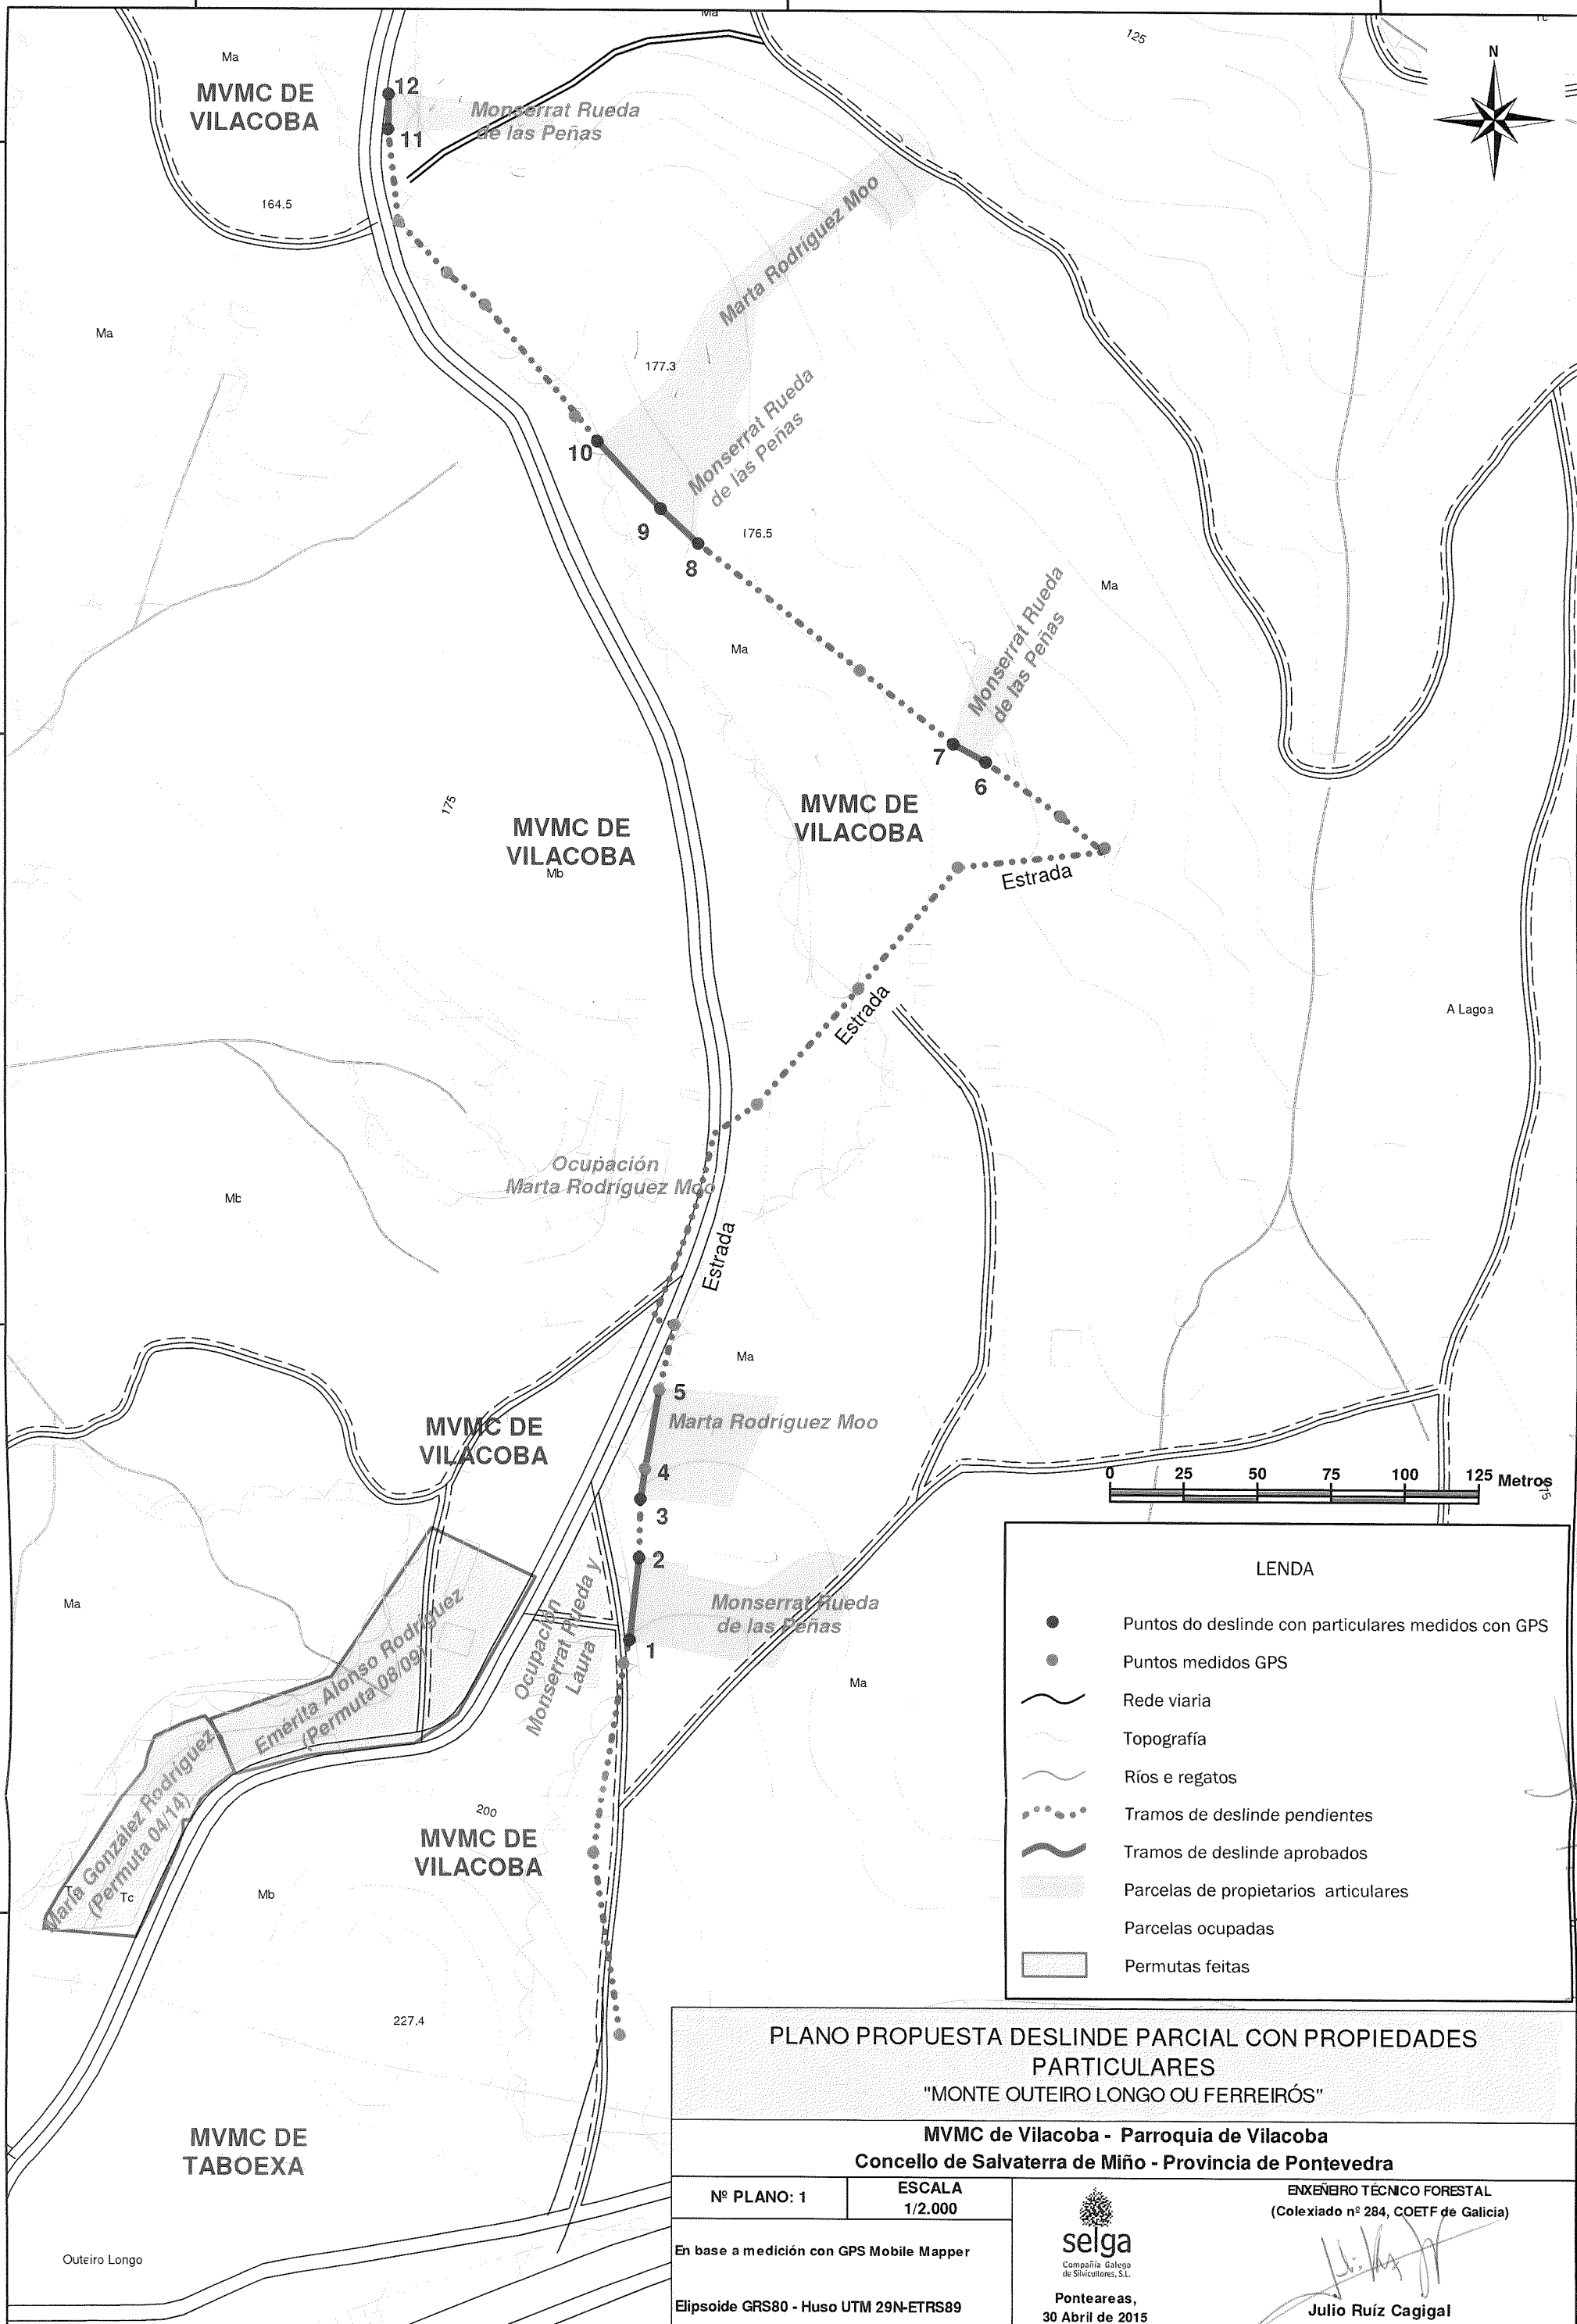 Ma
Ma
125
Tc
N
MVMC DE
VILACOBA
12
11
Monserrat Rueda
de las Peñas
164.5
Marta Rodríguez Moo
Ma
177.3
Monserrat Rueda
de las Peñas
10
9
8
176.5
Monserrat Rueda
de las Peñas
Ma
Ma
7
6
175
MVMC DE
VILACOBA
Mb
MVMC DE
VILACOBA
Estrada
Estrada
A Lagoa
Ocupación
Marta Rodríguez Moo
Mb
Estrada
Ma
5
Marta Rodríguez Moo
MVMC DE
VILACOBA
4
3
2
0 25 50 75 100 125 Metros
175
Ma
Monserrat Rueda
de las Peñas
1
Ocupación
Monserrat Rueda y
Laura
Ma
Emérita Alonso Rodríguez
(Permuta 08/09)
María González Rodríguez
(Permuta 04/14)
Tc
Tc
200
MVMC DE
VILACOBA
Mb
227.4
MVMC DE
TABOEXA
Outeiro Longo
LENDA
Puntos do deslinde con particulares medidos con GPS
Puntos medidos GPS
Rede viaria
Topografía
Ríos e regatos
Tramos de deslinde pendientes
Tramos de deslinde aprobados
Parcelas de propietarios articulares
Parcelas ocupadas
Permutas feitas
PLANO PROPUESTA DESLINDE PARCIAL CON PROPIEDADES
PARTICULARES
"MONTE OUTEIRO LONGO OU FERREIRÓS"
MVMC de Vilacoba - Parroquia de Vilacoba
Concello de Salvaterra de Miño - Provincia de Pontevedra
Nº PLANO: 1
ESCALA
1/2.000
En base a medición con GPS Mobile Mapper
Elipsoide GRS80 - Huso UTM 29N-ETRS89
selga
Compañía Galega
de Silvicultores, S.L.
Ponteareas,
30 Abril de 2015
ENXEÑEIRO TÉCNICO FORESTAL
(Colexiado nº 284, COETF de Galicia)
Julio Ruíz Cagigal